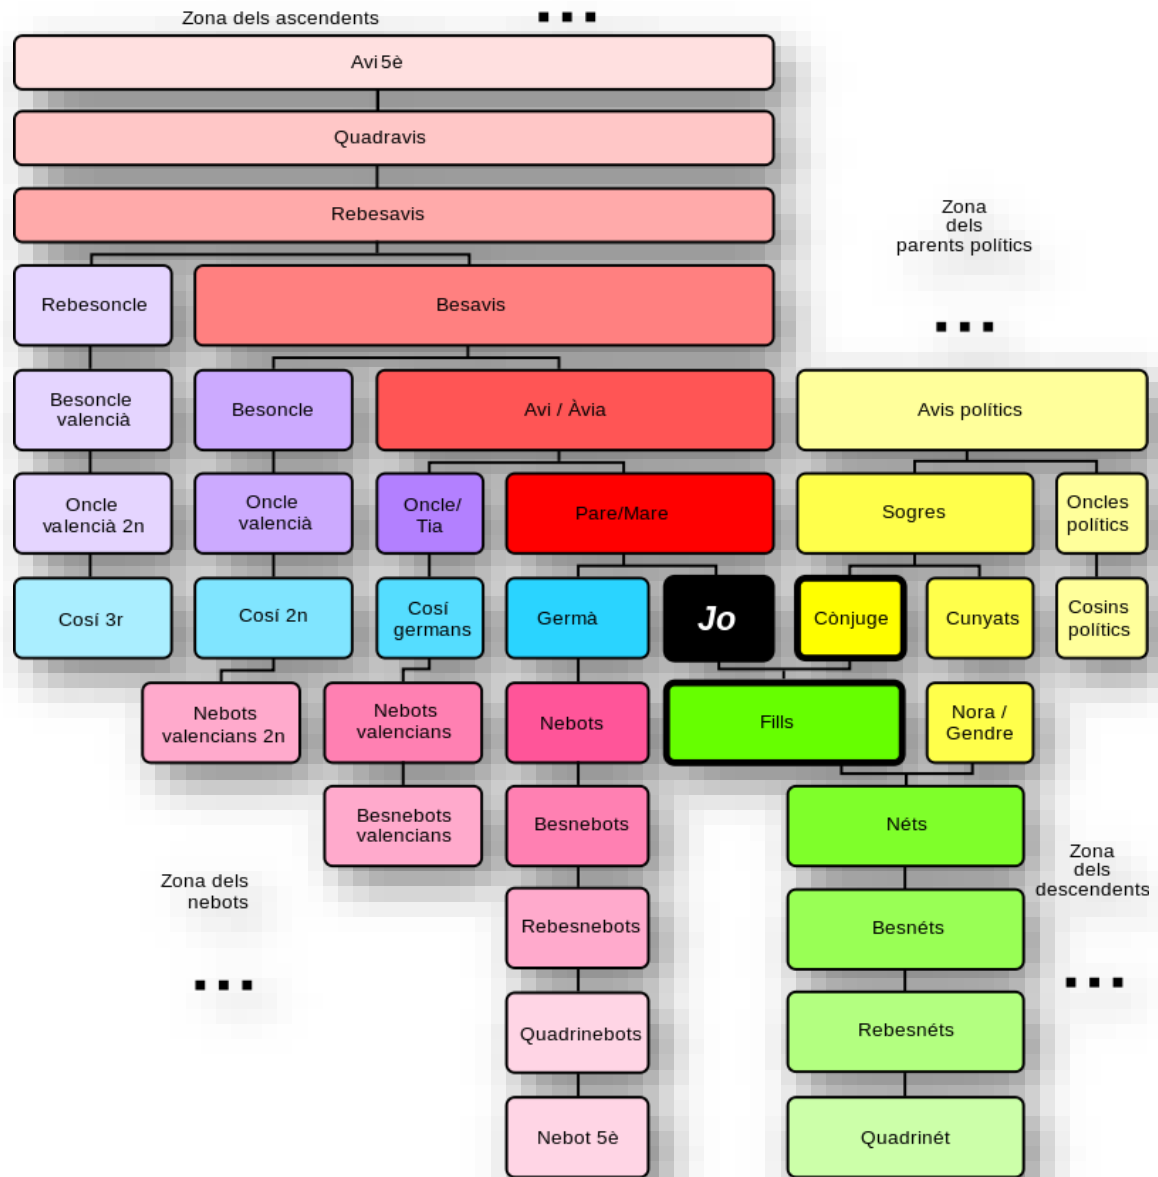 Zona dels ascendents
Avi 5è
Quadravis
Rebesavis
Zona
dels
parents polítics
Rebesoncle
Besavis
Besoncle
valencià
Besoncle
Avi / Àvia
Avis polítics
Oncle
valencià 2n
Oncle
valencià
Oncle/
Tia
Pare/Mare
Sogres
Oncles
polítics
Cosí 3r
Cosí 2n
Cosí
germans
Germà
Jo
Cònjuge
Cunyats
Cosins
polítics
Nebots
valencians 2n
Nebots
valencians
Nebots
Fills
Nora /
Gendre
Besnebots
valencians
Besnebots
Néts
Zona
dels
descendents
Zona dels
nebots
Rebesnebots
Besnéts
Quadrinebots
Rebesnéts
Nebot 5è
Quadrinét